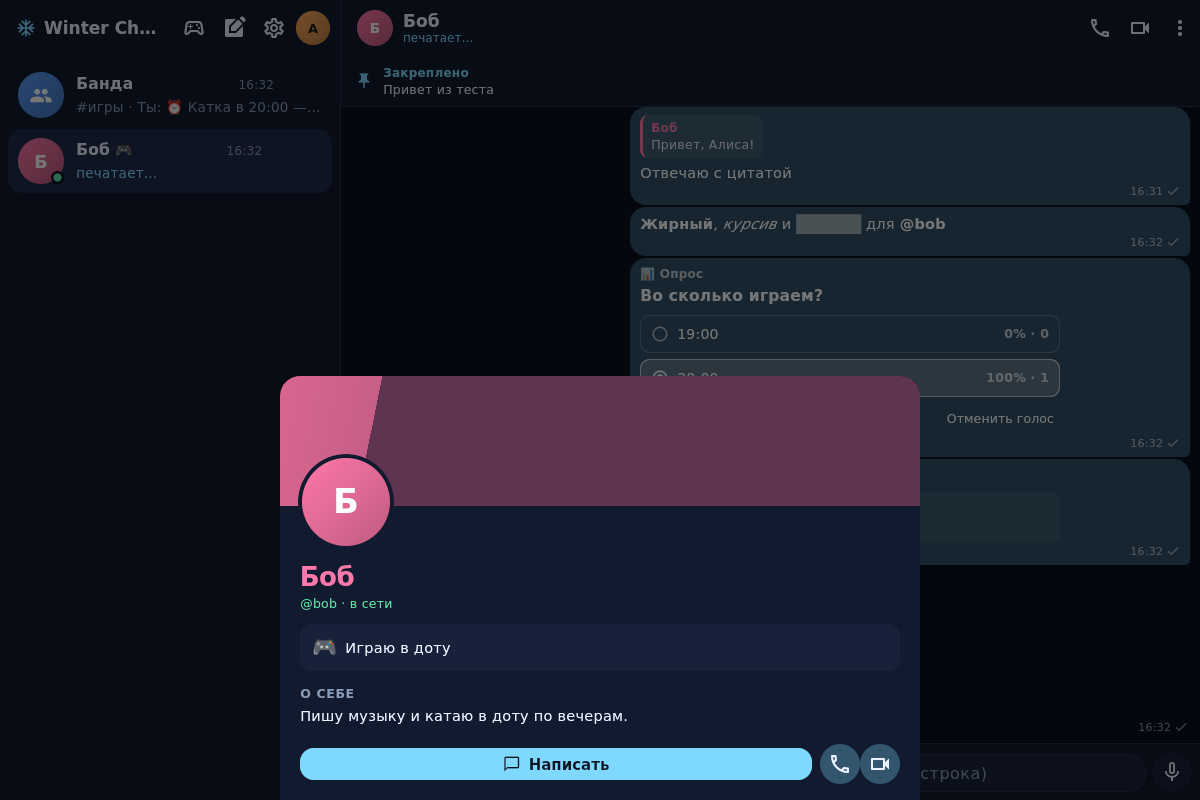 Winter Ch…
А
Банда
16:32
#игры · Ты: ⏰ Катка в 20:00 —…
Б
Боб 🎮
16:32
печатает…
Б
Боб
печатает…
Закреплено
Привет из теста
Боб
Привет, Алиса!
Отвечаю с цитатой
16:31
Жирный, курсив и для @bob
16:32
📊 Опрос
Во сколько играем?
19:00
0% · 0
20:00
100% · 1
Отменить голос
16:32
16:32
16:32
строка)
Б
Боб
@bob · в сети
🎮 Играю в доту
О СЕБЕ
Пишу музыку и катаю в доту по вечерам.
Написать